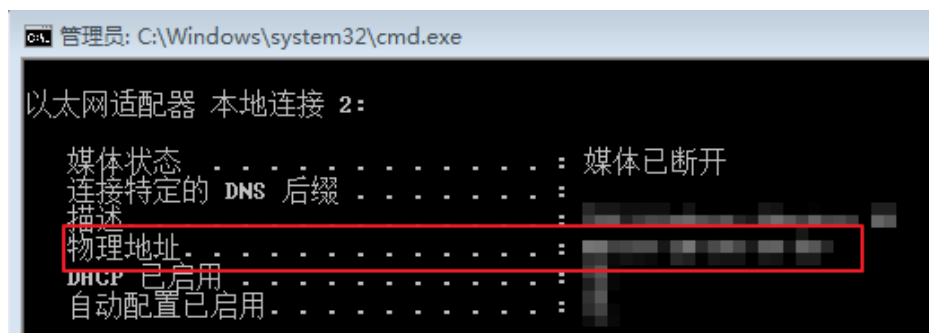 管理员: C:\Windows\system32\cmd.exe
以太网适配器 本地连接 2:
媒体状态 . . . . . . . . . . . . : 媒体已断开
连接特定的 DNS 后缀 . . . . . . . :
描述. . . . . . . . . . . . . . . :
物理地址. . . . . . . . . . . . . :
DHCP 已启用 . . . . . . . . . . . :
自动配置已启用. . . . . . . . . . :